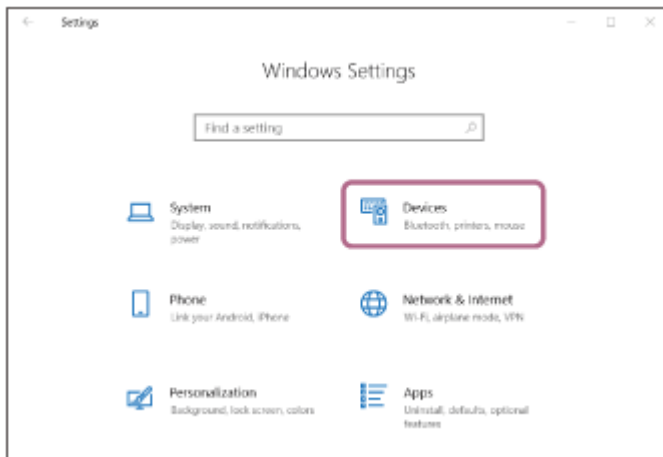 Settings
Windows Settings
Find a setting
System
Display, sound, notifications,
power
Devices
Bluetooth, printers, mouse
Phone
Link your Android, iPhone
Network & Internet
Wi-Fi, airplane mode, VPN
Personalization
Background, lock screen, colors
Apps
Uninstall, defaults, optional
features